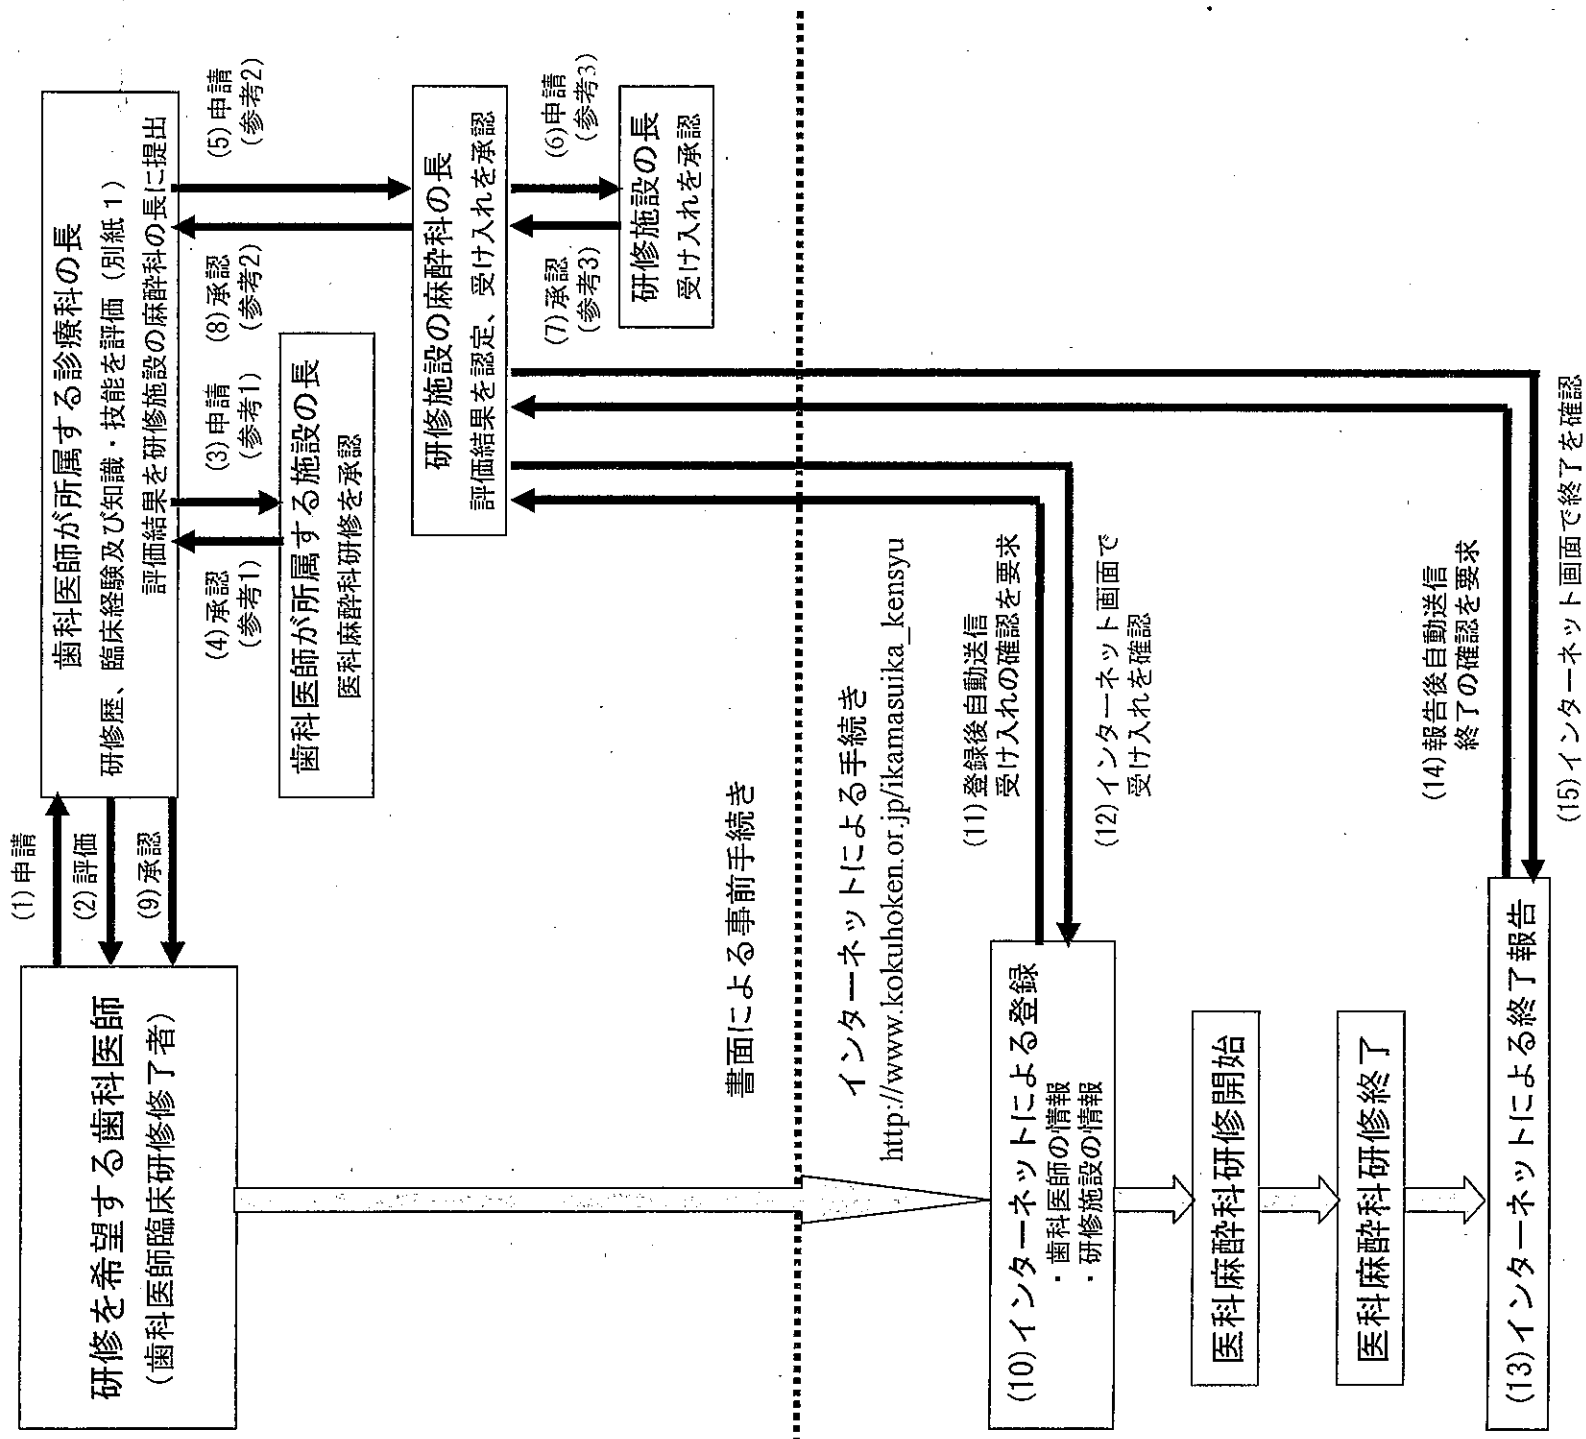 (1)申請
(2)評価
(9)承認
研修を希望する歯科医師
(歯科医師臨床研修修了者)
歯科医師が所属する診療科の長
研修歴、臨床経験及び知識・技能を評価(別紙1)
評価結果を研修施設の麻酔科の長に提出
(4)承認
(参考1)
(3)申請
(参考1)
(8)承認
(参考2)
(5)申請
(参考2)
歯科医師が所属する施設の長
医科麻酔科研修を承認
研修施設の麻酔科の長
評価結果を認定、受け入れを承認
(7)承認
(参考3)
(6)申請
(参考3)
研修施設の長
受け入れを承認
書面による事前手続き
インターネットによる手続き
http://www.kokuhoken.or.jp/ikamasuika_kensyu
(10)インターネットによる登録
・歯科医師の情報
・研修施設の情報
(11)登録後自動送信
受け入れの確認を要求
(12)インターネット画面で
受け入れを確認
医科麻酔科研修開始
医科麻酔科研修終了
(13)インターネットによる終了報告
(14)報告後自動送信
終了の確認を要求
(15)インターネット画面で終了を確認